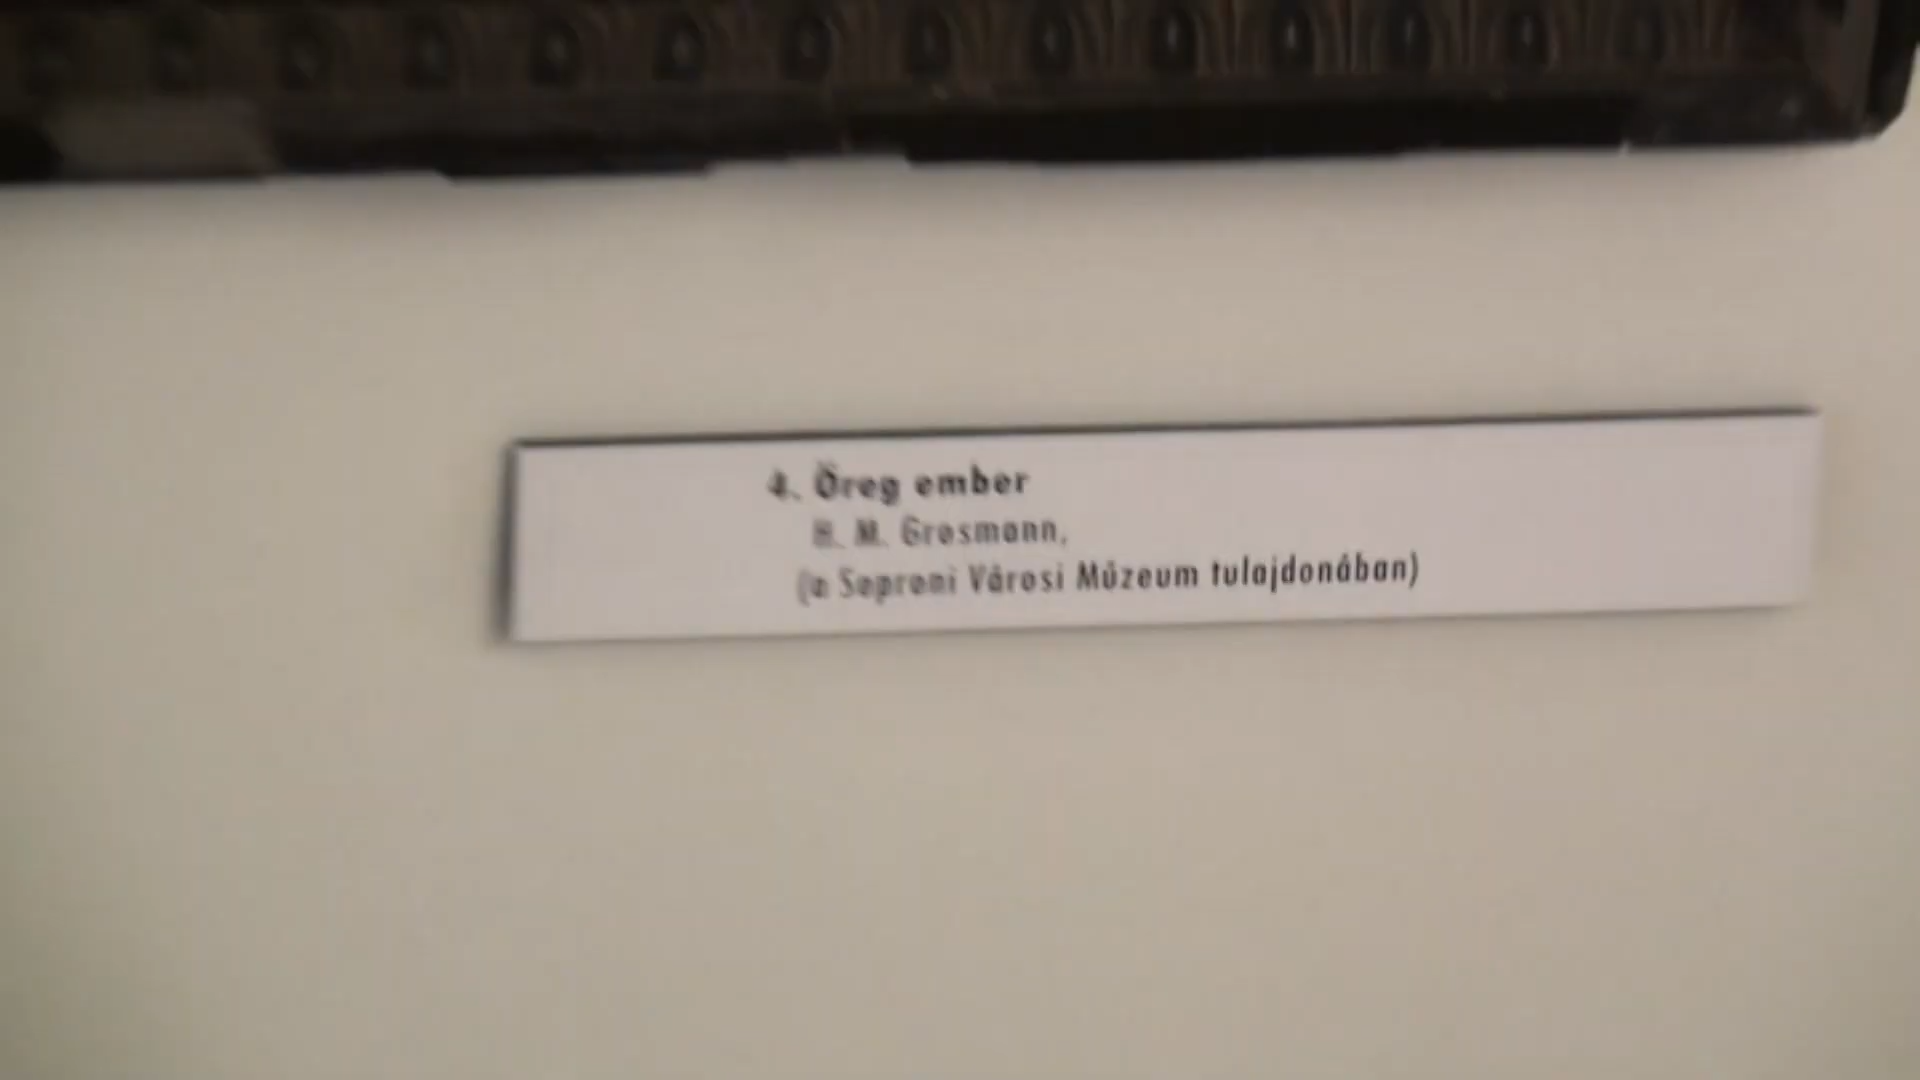 4. Öreg ember
H. M. Grosmann,
(a Soproni Városi Múzeum tulajdonában)